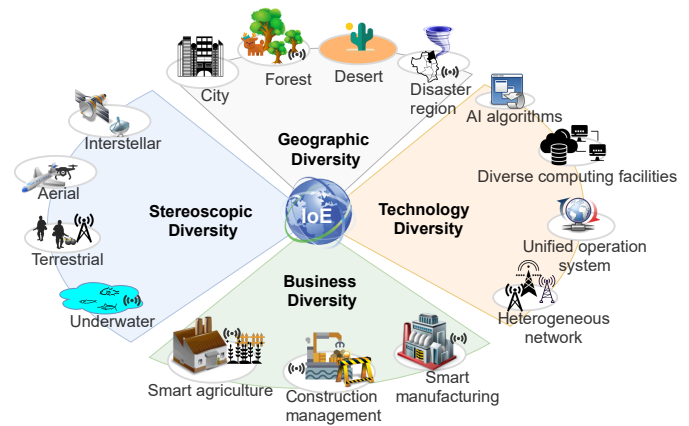 City
Forest
Desert
Disaster
region
Geographic
Diversity
Interstellar
Aerial
Terrestrial
Underwater
Stereoscopic
Diversity
IoE
Technology
Diversity
AI algorithms
Diverse computing facilities
Unified operation
system
Heterogeneous
network
Business
Diversity
Smart agriculture
Construction
management
Smart
manufacturing